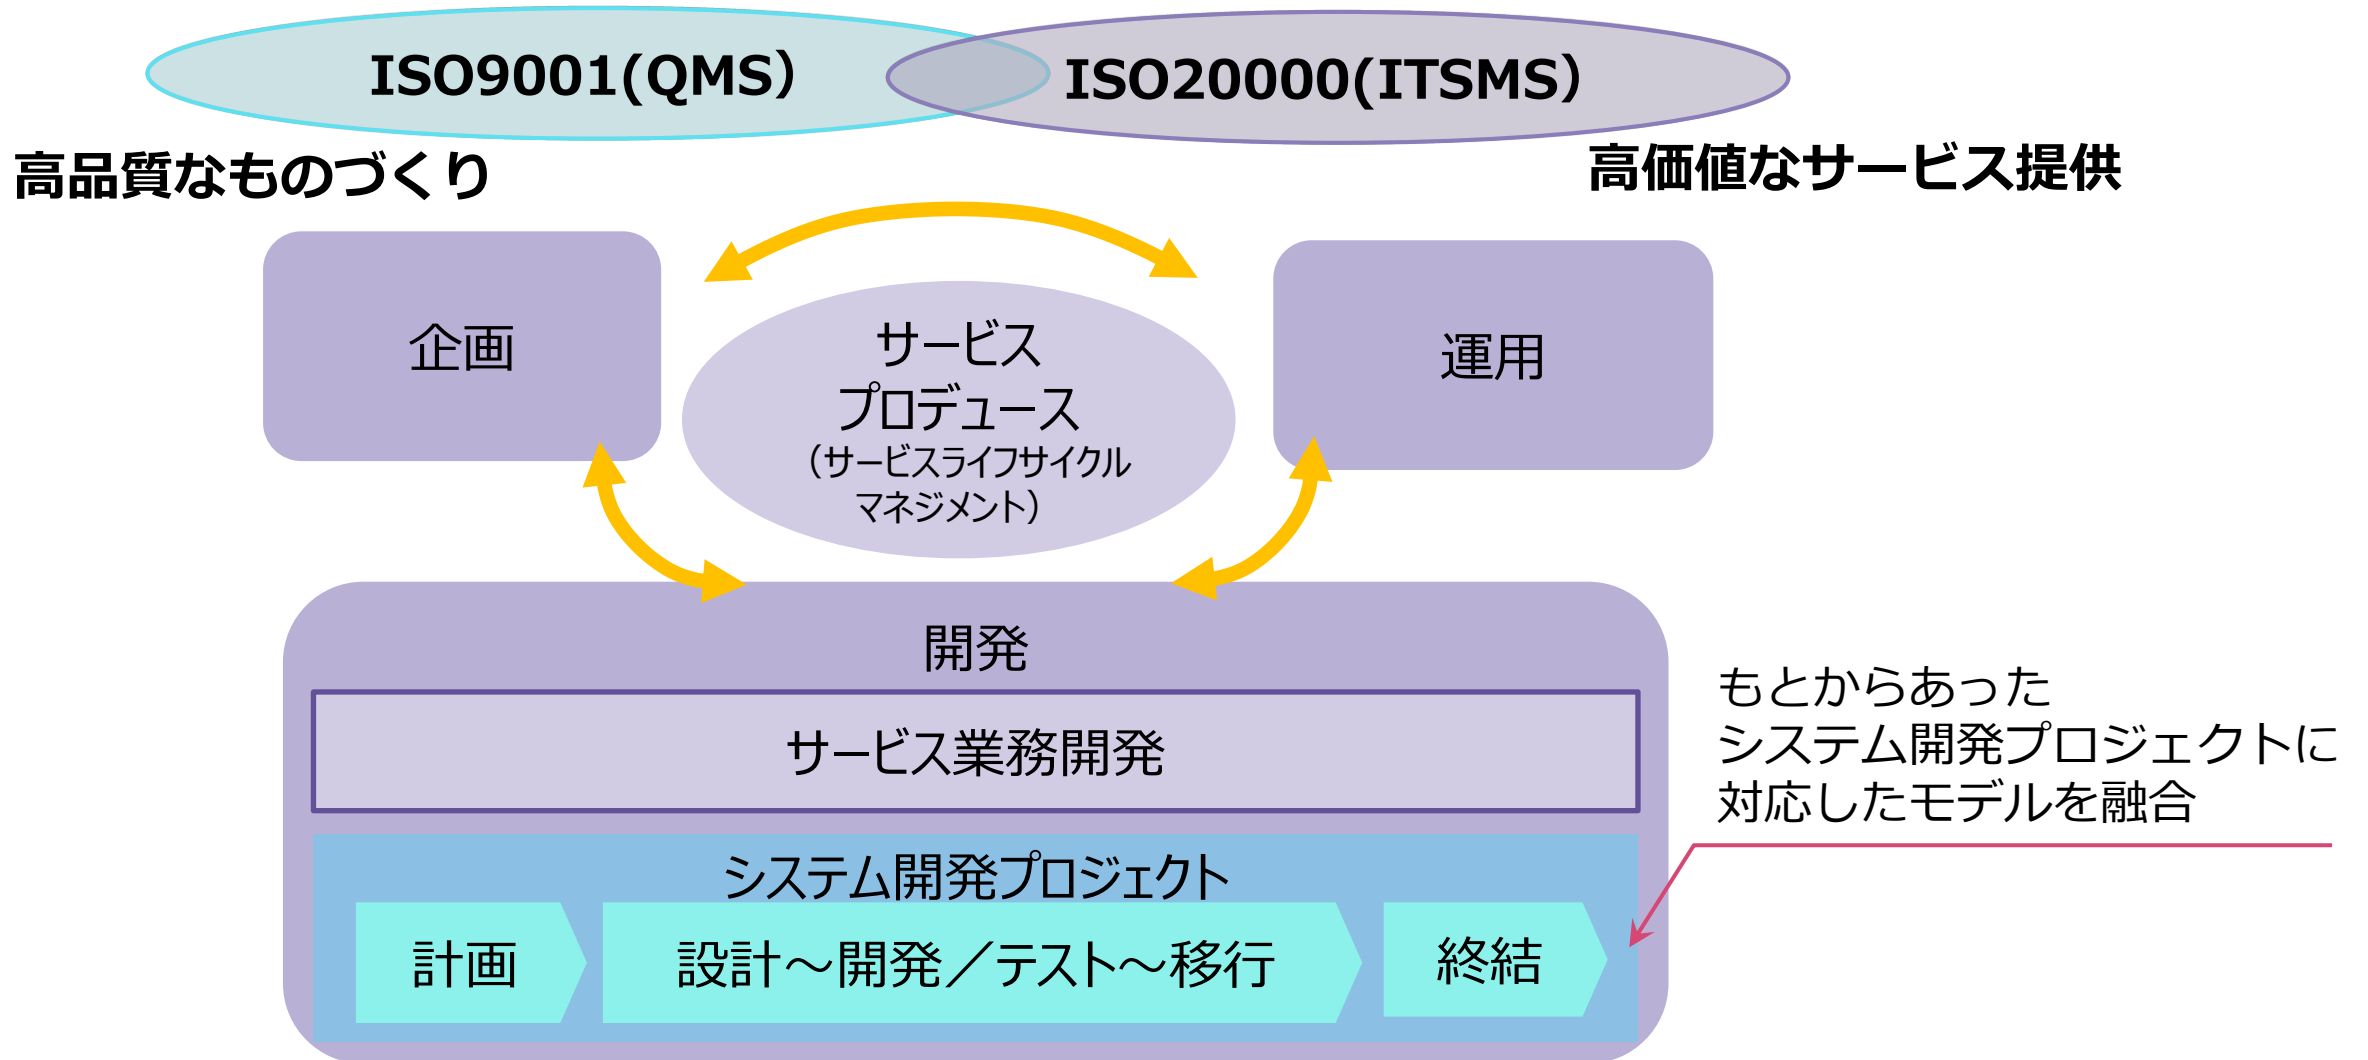 ISO9001(QMS）
ISO20000(ITSMS）
高品質なものづくり
高価値なサービス提供
企画
サービス
プロデュース
（サービスライフサイクル
マネジメント）
運用
開発
サービス業務開発
もとからあった
システム開発プロジェクトに
対応したモデルを融合
システム開発プロジェクト
計画
設計～開発／テスト～移行
終結